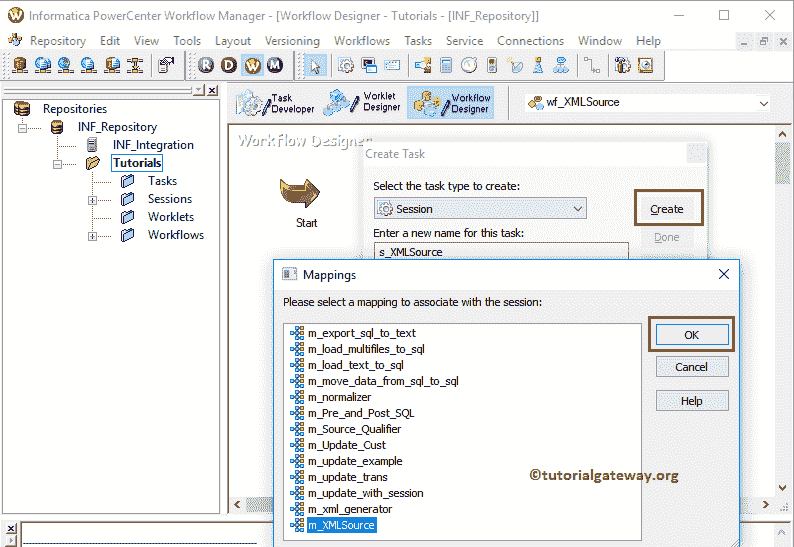 Informatica PowerCenter Workflow Manager - [Workflow Designer - Tutorials - [INF_Repository]]
Repository Edit View Tools Layout Versioning Workflows Tasks Service Connections Window Help
R D W M
Task Developer
Worklet Designer
Workflow Designer
wf_XMLSource
Repositories
INF_Repository
INF_Integration
Tutorials
Tasks
Sessions
Worklets
Workflows
Workflow Designer
Start
Create Task
Select the task type to create:
Session
Create
Enter a new name for this task:
Done
s_XMLSource
Mappings
Please select a mapping to associate with the session:
m_export_sql_to_text
m_load_multifiles_to_sql
m_load_text_to_sql
m_move_data_from_sql_to_sql
m_normalizer
m_Pre_and_Post_SQL
m_Source_Qualifier
m_Update_Cust
m_update_example
m_update_trans
m_update_with_session
m_xml_generator
m_XMLSource
OK
Cancel
Help
©tutorialgateway.org